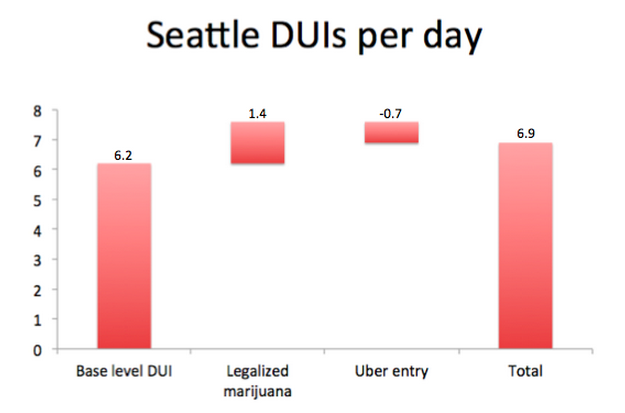 Seattle DUIs per day
8
7
6
5
4
3
2
1
0
6.2
1.4
-0.7
6.9
Base level DUI
Legalized
marijuana
Uber entry
Total